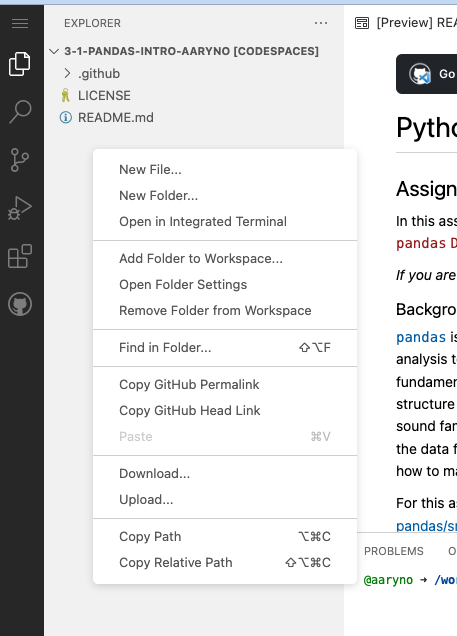 EXPLORER
···
[Preview] REA
3-1-PANDAS-INTRO-AARYNO [CODESPACES]
.github
LICENSE
README.md
New File...
New Folder...
Open in Integrated Terminal
Add Folder to Workspace...
Open Folder Settings
Remove Folder from Workspace
Find in Folder... ⇧⌥F
Copy GitHub Permalink
Copy GitHub Head Link
Paste ⌘V
Download...
Upload...
Copy Path ⌥⌘C
Copy Relative Path ⇧⌥⌘C
Go
Pytho
Assign
In this ass
pandas D
If you are
Backgro
pandas is
analysis t
fundamer
structure
sound fam
the data f
how to ma
For this a
pandas/sr
PROBLEMS O
@aaryno → /wor